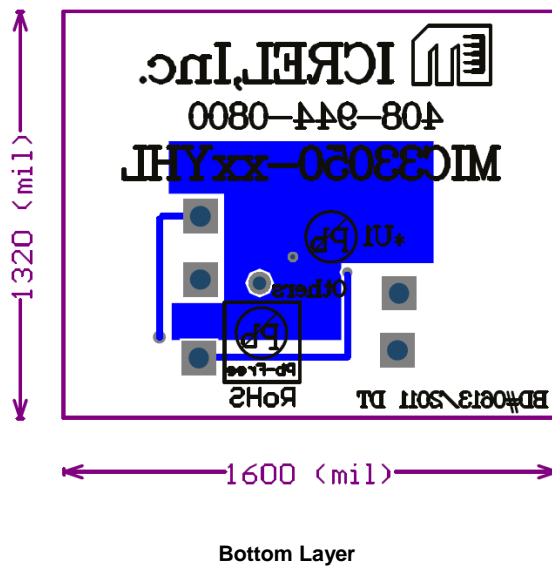 ICREL,Inc.
408-944-0800
MIC33050-xxYHL
*U1 Pb
Others
Pb
Pb-Free
RoHS
BD#0613/2011 DT
1320 (mil)
1600 (mil)
Bottom Layer